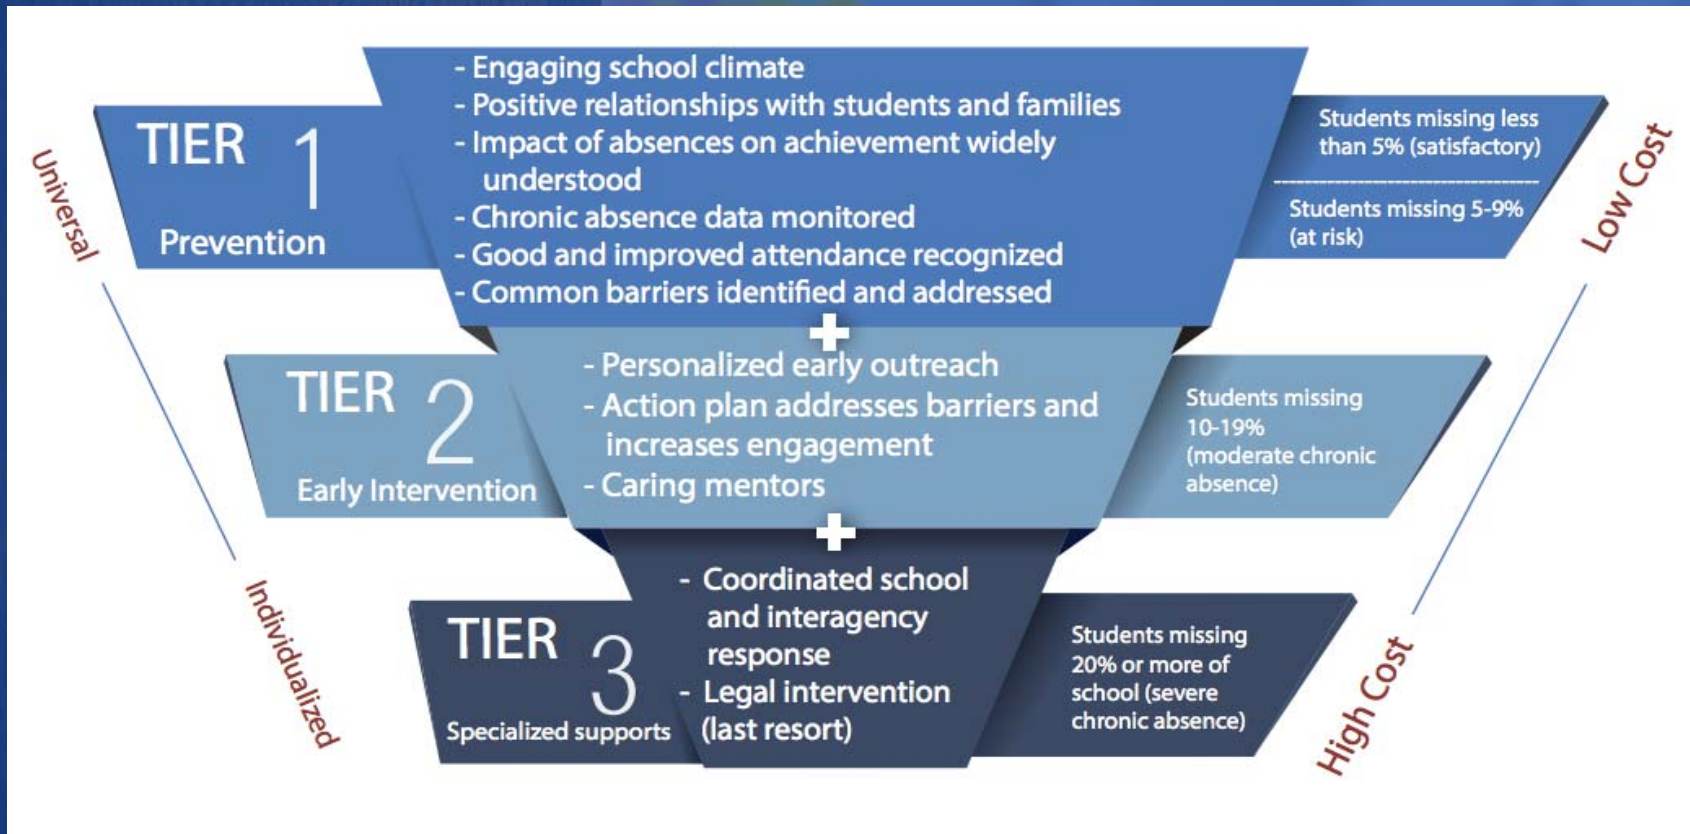 Universal
TIER 1
Prevention
- Engaging school climate
- Positive relationships with students and families
- Impact of absences on achievement widely
understood
- Chronic absence data monitored
- Good and improved attendance recognized
- Common barriers identified and addressed
Students missing less
than 5% (satisfactory)
Students missing 5-9%
(at risk)
Low Cost
+
TIER 2
Early Intervention
- Personalized early outreach
- Action plan addresses barriers and
increases engagement
- Caring mentors
Students missing
10-19%
(moderate chronic
absence)
+
Individualized
TIER 3
Specialized supports
- Coordinated school
and interagency
response
- Legal intervention
(last resort)
Students missing
20% or more of
school (severe
chronic absence)
High Cost